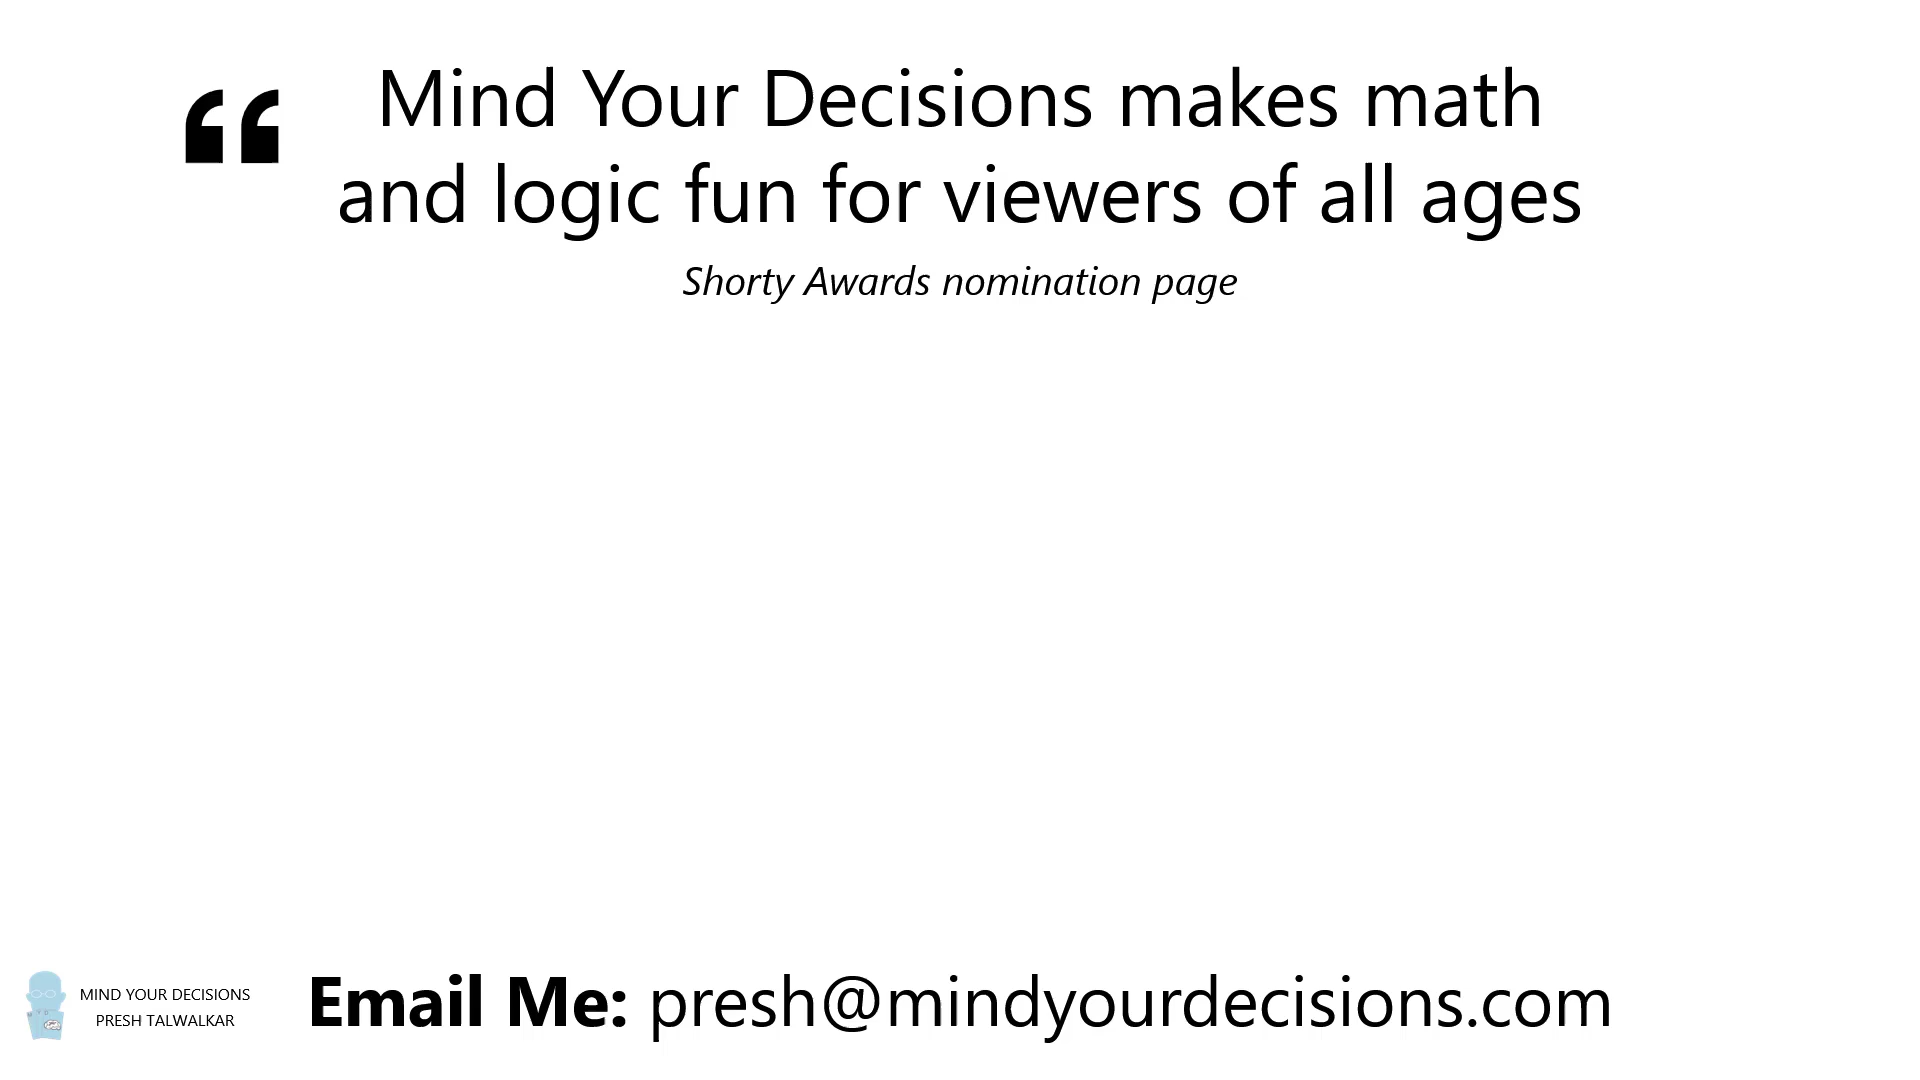 “ Mind Your Decisions makes math
and logic fun for viewers of all ages
Shorty Awards nomination page
MIND YOUR DECISIONS
PRESH TALWALKAR
Email Me: presh@mindyourdecisions.com